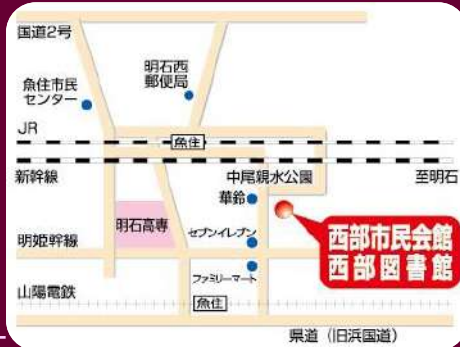 国道2号
明石西
郵便局
魚住市民
センター
JR
魚住
新幹線
中尾親水公園
至明石
華鈴
明石高専
セブンイレブン
西部市民会館
西部図書館
明姫幹線
ファミリーマート
山陽電鉄
魚住
県道（旧浜国道）